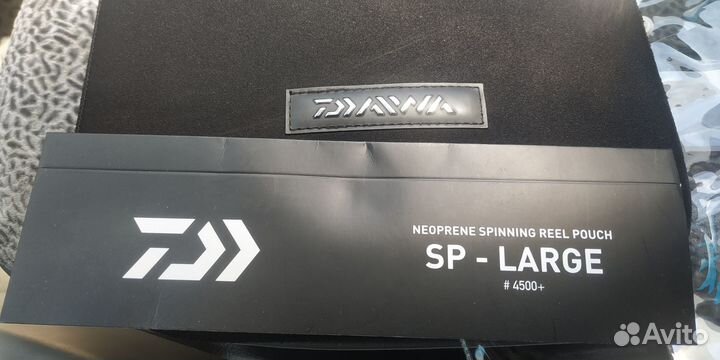 DAIWA
NEOPRENE SPINNING REEL POUCH
SP - LARGE
# 4500+
Avito